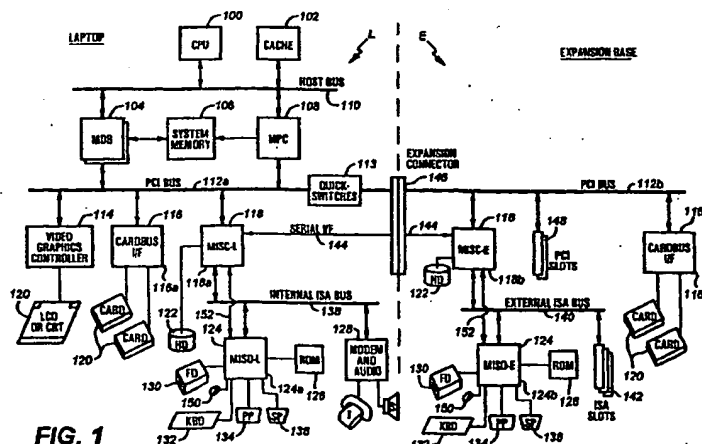 LAPTOP
100
CPU
102
CACHE
L
E
EXPANSION BASE
HOST BUS
110
104
MDB
106
SYSTEM MEMORY
108
MPC
113
QUICK-SWITCHES
EXPANSION CONNECTOR
146
PCI BUS
112a
PCI BUS
112b
114
VIDEO GRAPHICS CONTROLLER
116
CARDBUS I/F
116a
118
MISC-L
118a
SERIAL I/F
144
144
118
MISC-E
118b
148
PCI SLOTS
CARDBUS I/F
120
LCD OR CRT
CARD
CARD
120
122
HD
152
INTERNAL ISA BUS
138
122
HD
152
EXTERNAL ISA BUS
140
CARD
CARD
120
124
MISD-L
124a
ROM
126
128
MODEM AND AUDIO
130
FD
150
KBD
132
PP
134
SP
136
124
MISD-E
124b
ROM
126
130
FD
150
KBD
132
PP
134
SP
136
ISA SLOTS
142
FIG. 1